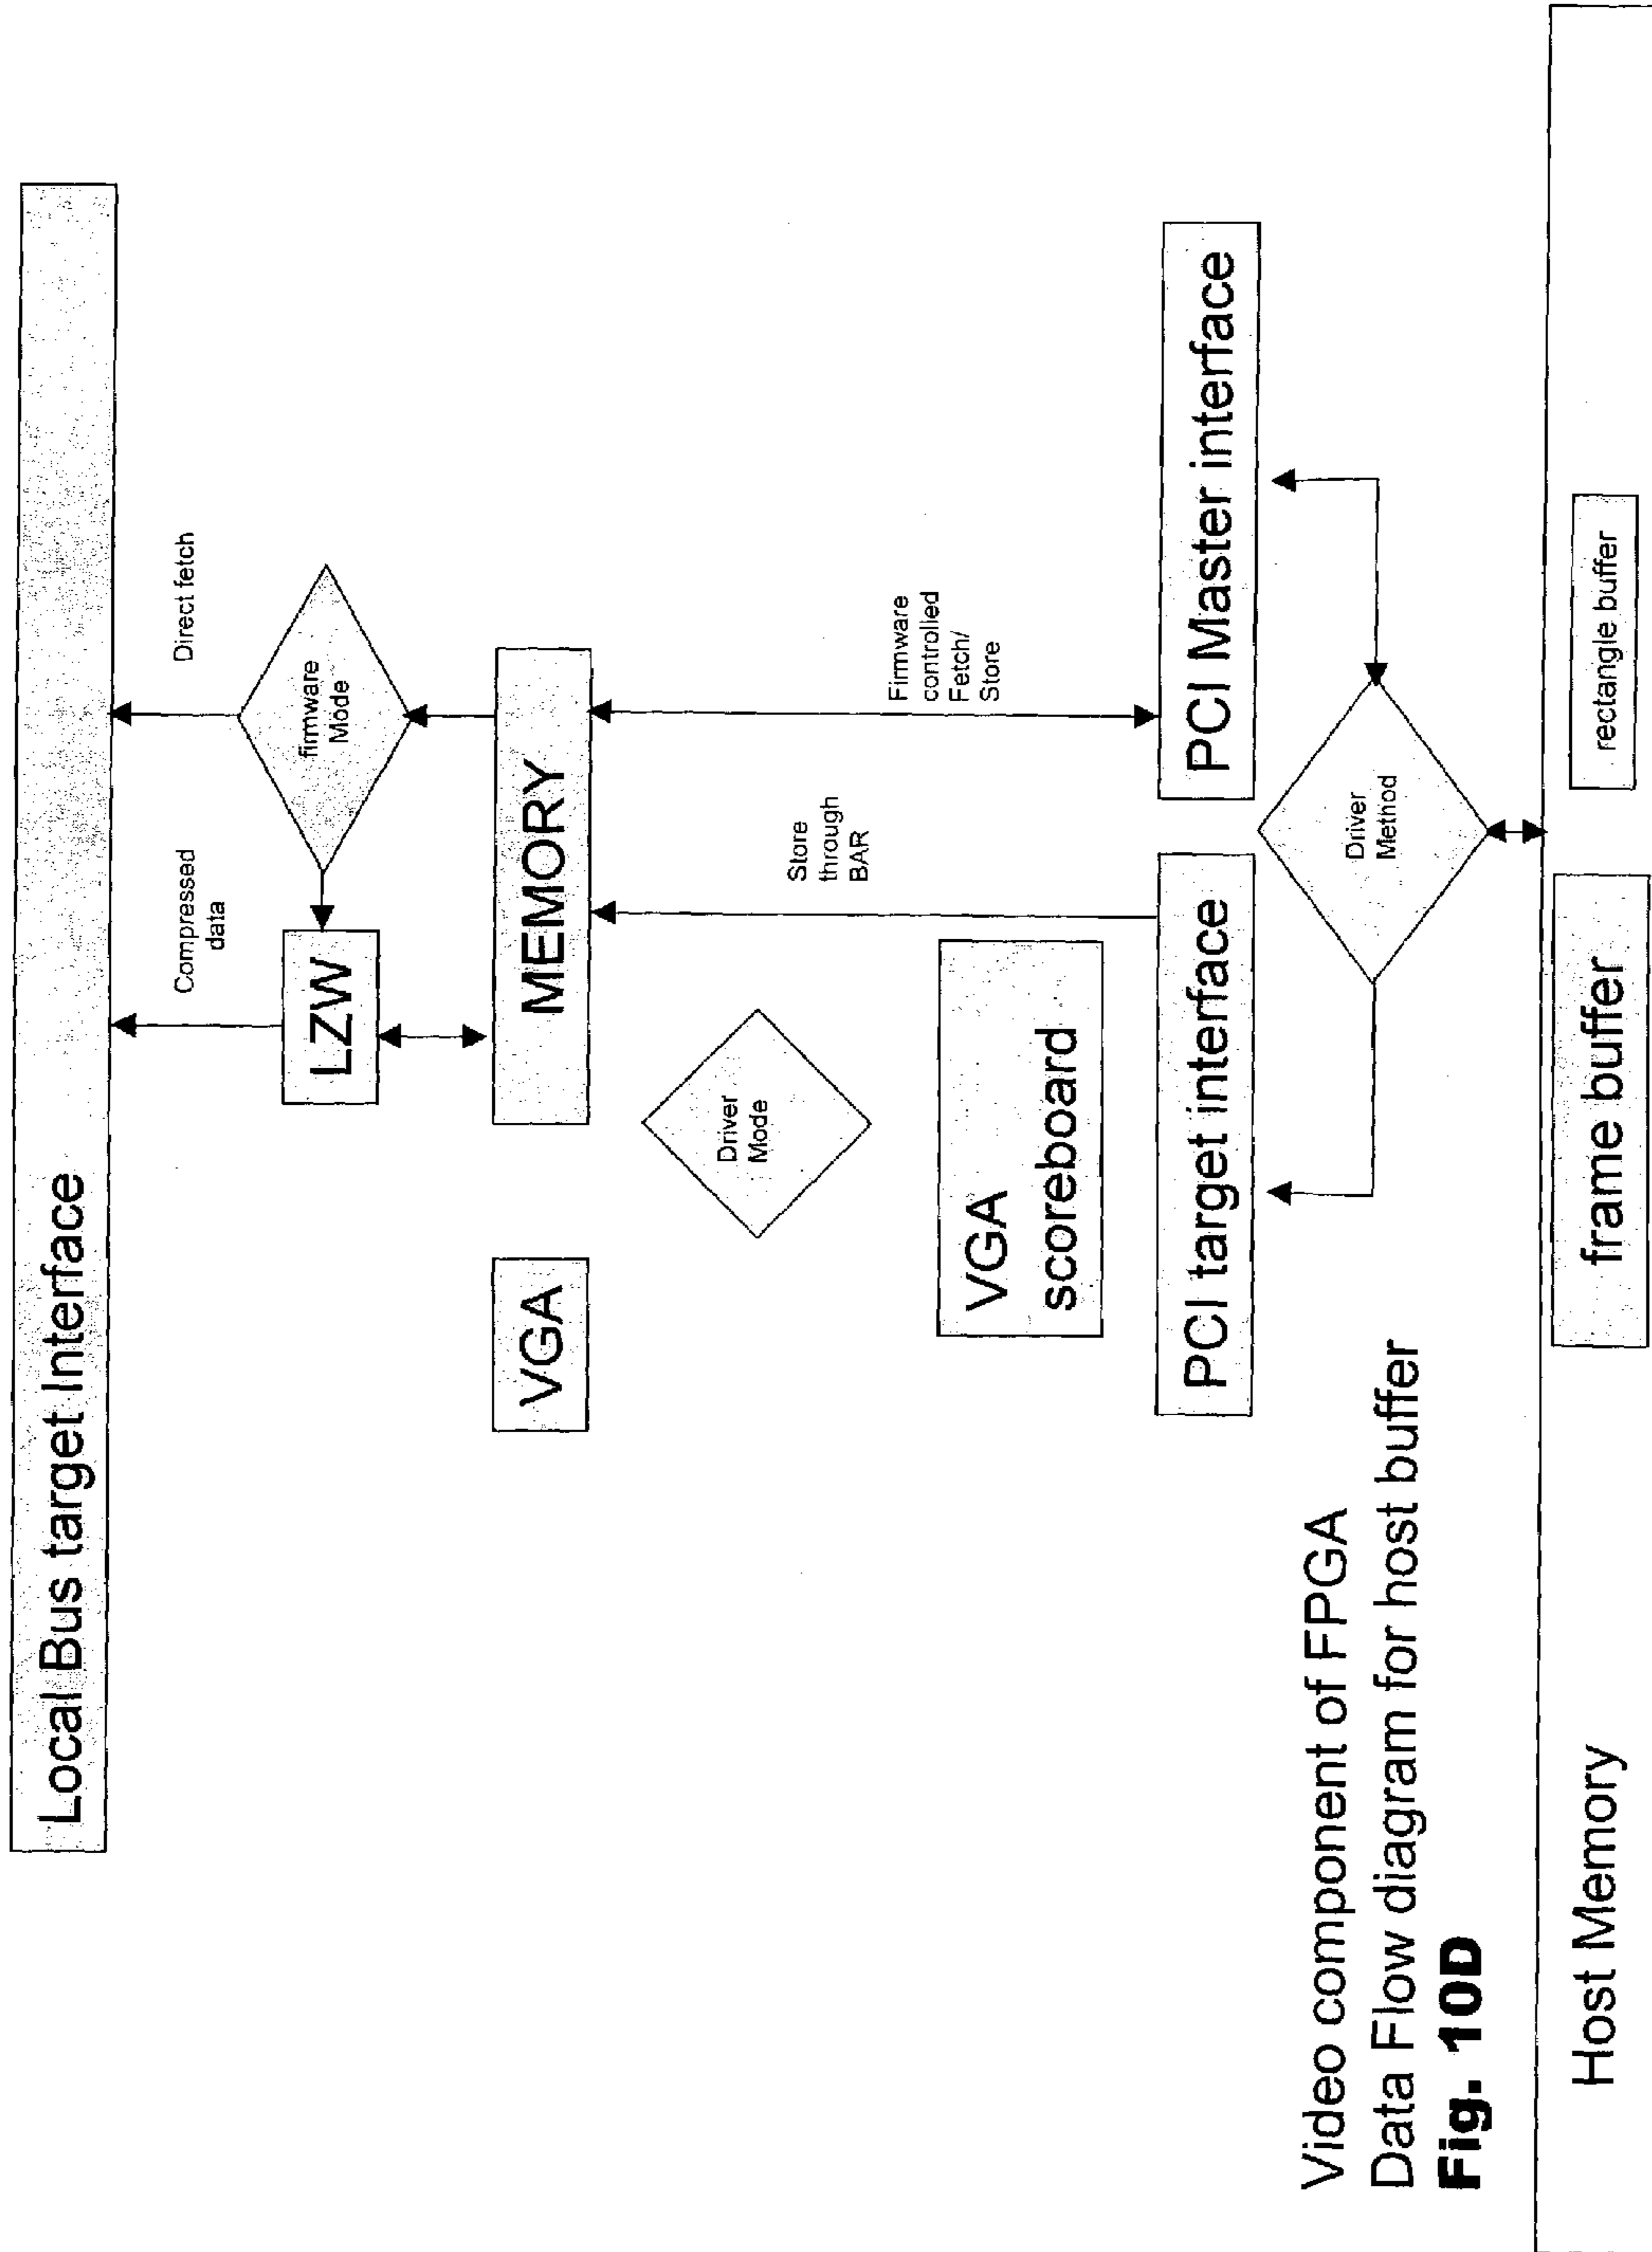 Local Bus target Interface
Compressed
data
Direct fetch
LZW
firmware
Mode
VGA
MEMORY
Driver
Mode
Store
through
BAR
Firmware
controlled
Fetch/
Store
VGA
scoreboard
PCI target interface
PCI Master interface
Driver
Method
Video component of FPGA
Data Flow diagram for host buffer
Fig. 10D
Host Memory
frame buffer
rectangle buffer